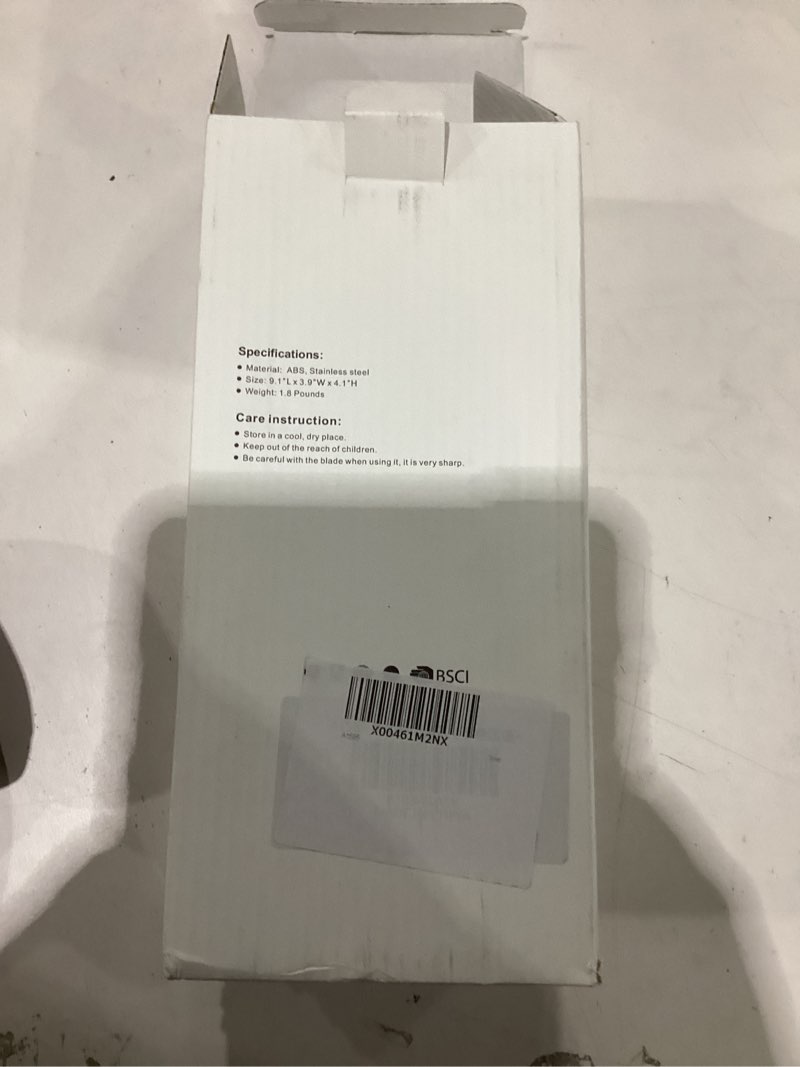 Specifications:
• Material: ABS, Stainless steel
• Size: 9.1"L x 3.9"W x 4.1"H
• Weight: 1.8 Pounds
Care instruction:
• Store in a cool, dry place.
• Keep out of the reach of children.
• Be careful with the blade when using it, it is very sharp.
BSCI
X00461M2NX